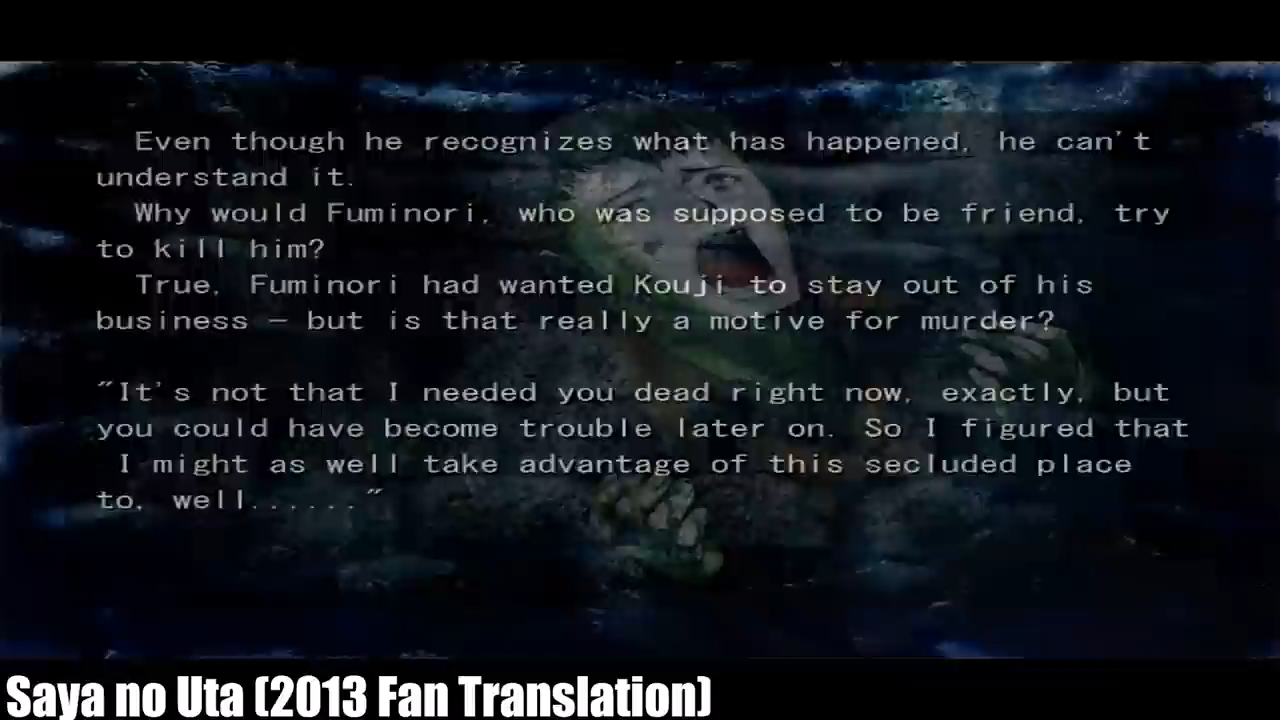 Even though he recognizes what has happened, he can't
understand it.
Why would Fuminori, who was supposed to be friend, try
to kill him?
True, Fuminori had wanted Kouji to stay out of his
business – but is that really a motive for murder?
"It's not that I needed you dead right now, exactly, but
you could have become trouble later on. So I figured that
I might as well take advantage of this secluded place
to, well......"
Saya no Uta (2013 Fan Translation)